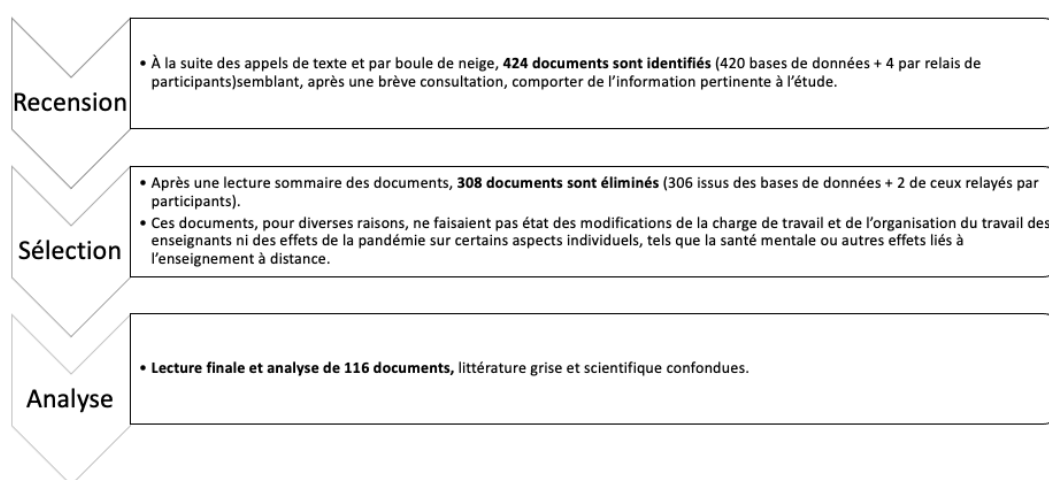 Recension
• À la suite des appels de texte et par boule de neige, 424 documents sont identifiés (420 bases de données + 4 par relais de
participants)semblant, après une brève consultation, comporter de l'information pertinente à l'étude.
Sélection
• Après une lecture sommaire des documents, 308 documents sont éliminés (306 issus des bases de données + 2 de ceux relayés par
participants).
• Ces documents, pour diverses raisons, ne faisaient pas état des modifications de la charge de travail et de l'organisation du travail des
enseignants ni des effets de la pandémie sur certains aspects individuels, tels que la santé mentale ou autres effets liés à
l'enseignement à distance.
Analyse
• Lecture finale et analyse de 116 documents, littérature grise et scientifique confondues.